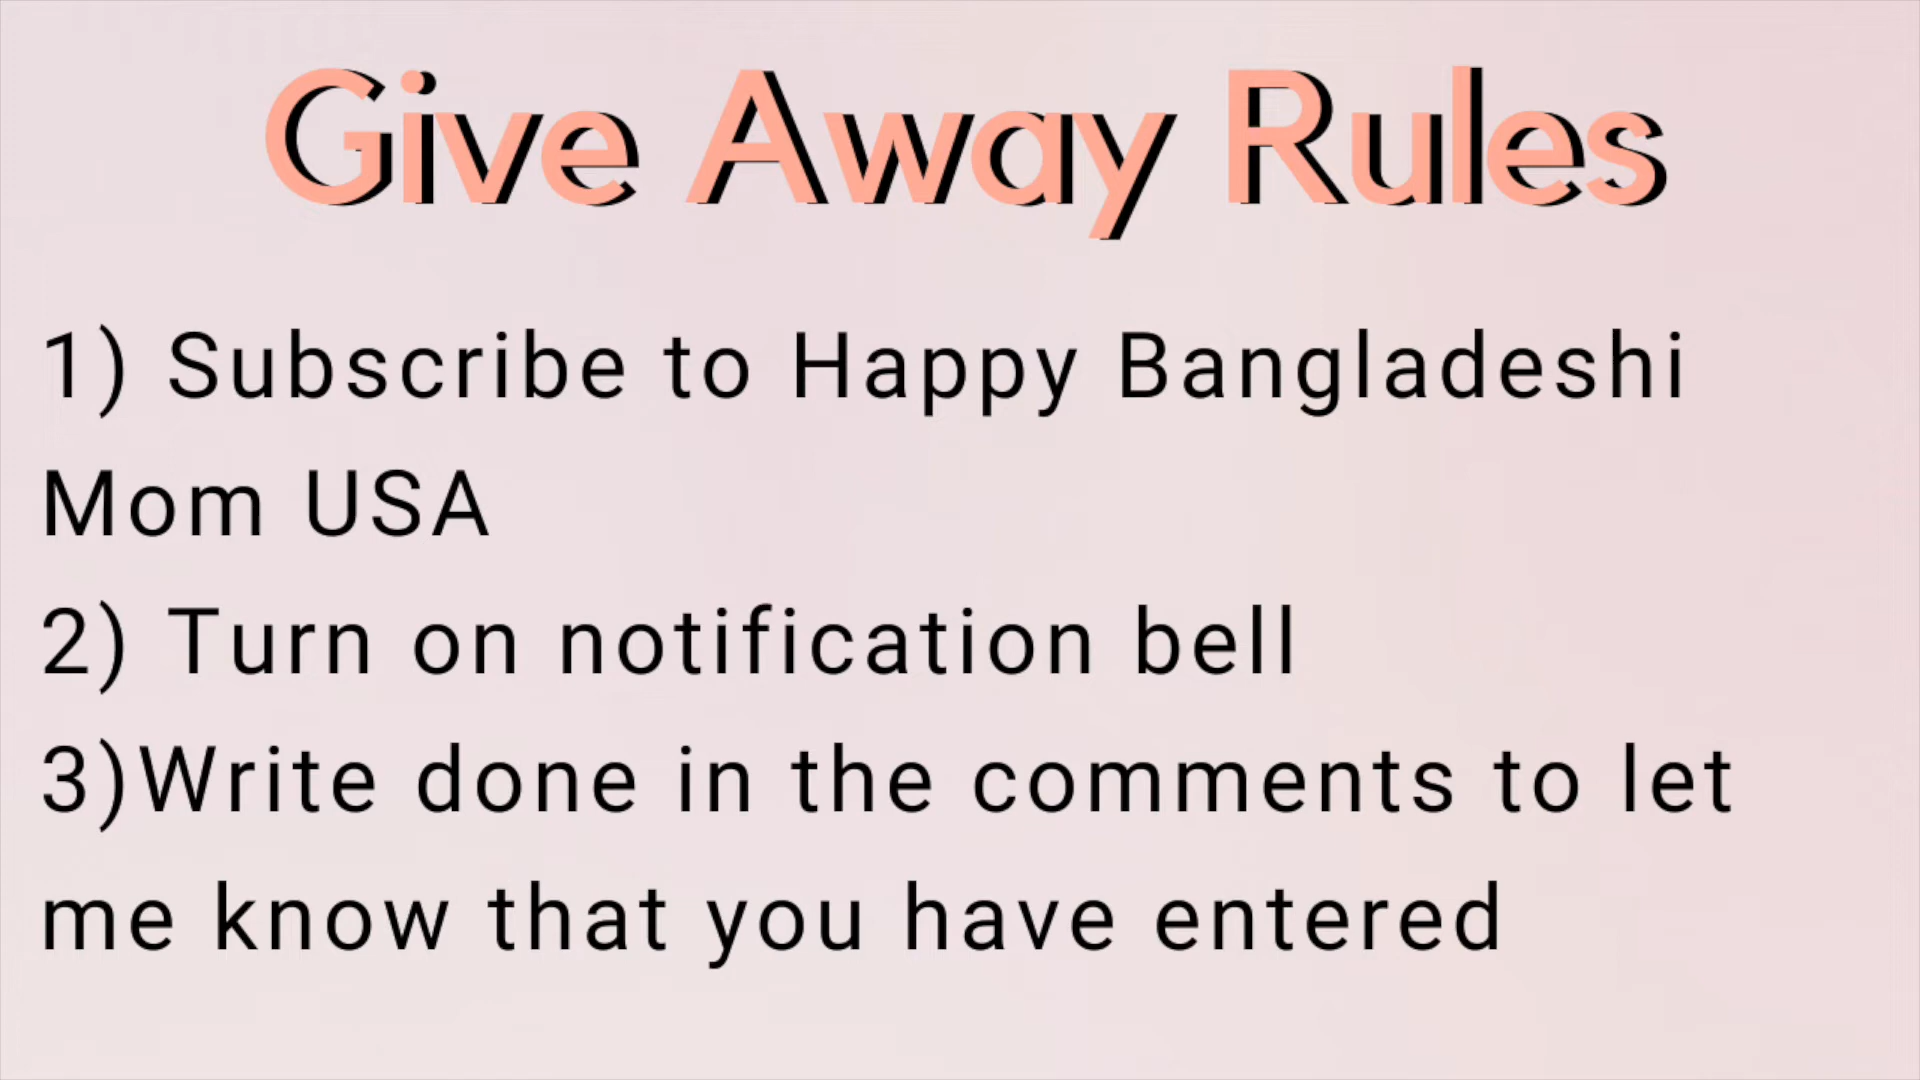 Give Away Rules
1) Subscribe to Happy Bangladeshi
Mom USA
2) Turn on notification bell
3)Write done in the comments to let
me know that you have entered